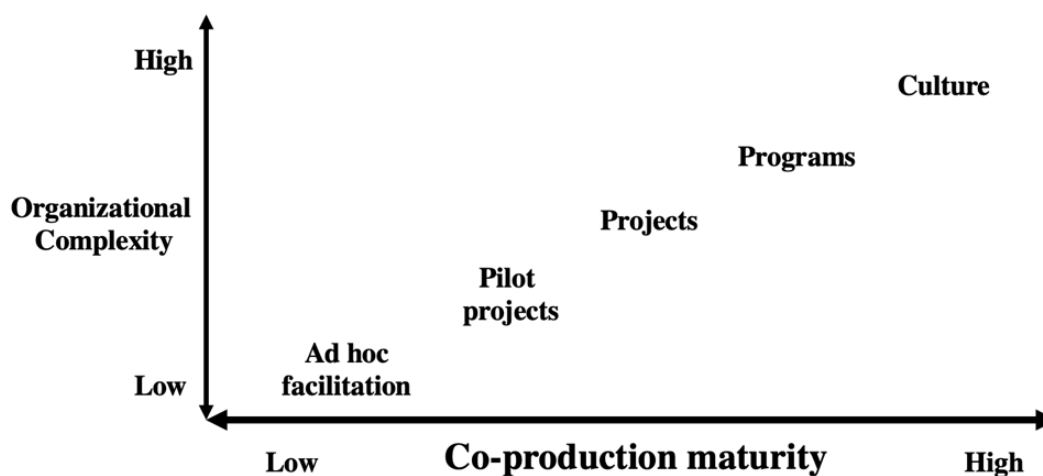 High
Culture
Programs
Organizational
Complexity
Projects
Pilot
projects
Ad hoc
facilitation
Low
Low
Co-production maturity
High